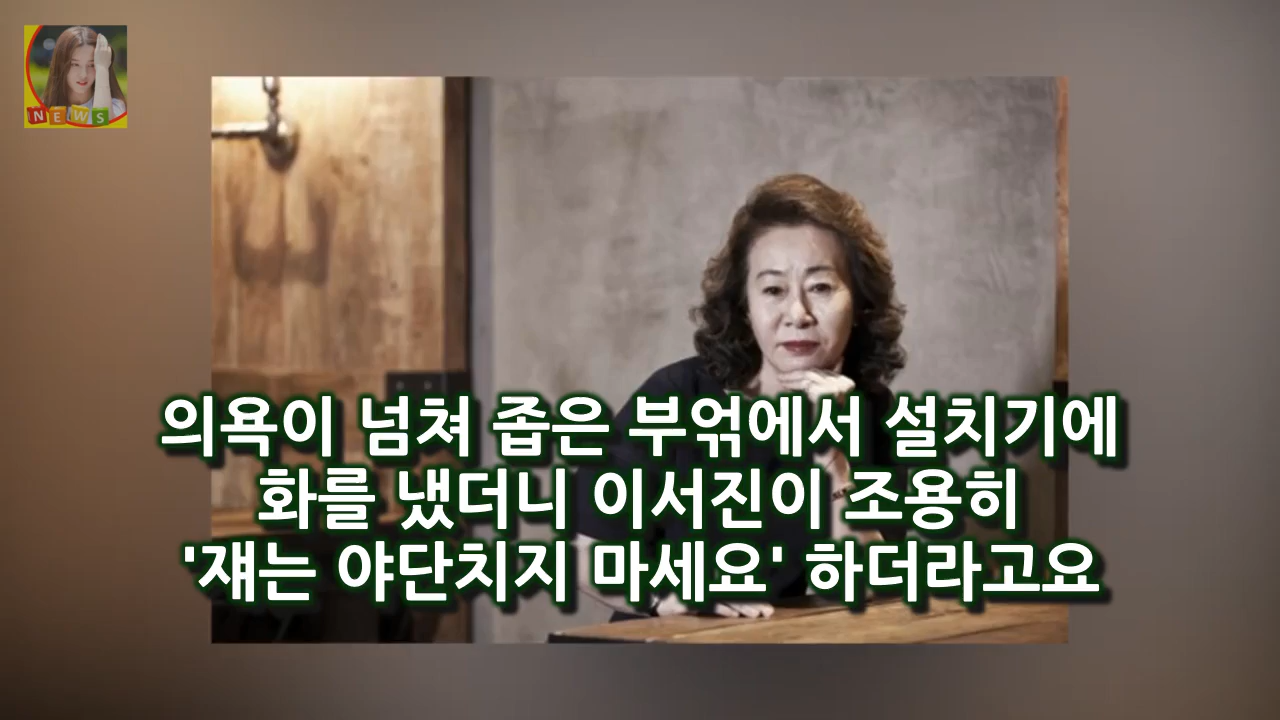 NEWS
의욕이 넘쳐 좁은 부엌에서 설치기에
화를 냈더니 이서진이 조용히
'쟤는 야단치지 마세요' 하더라고요